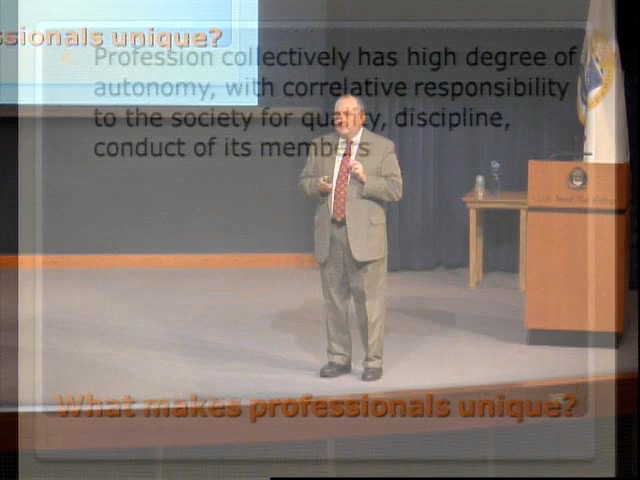 ssionals unique?
4. Profession collectively has high degree of
autonomy, with correlative responsibility
to the society for quality, discipline,
conduct of its members
What makes professionals unique?